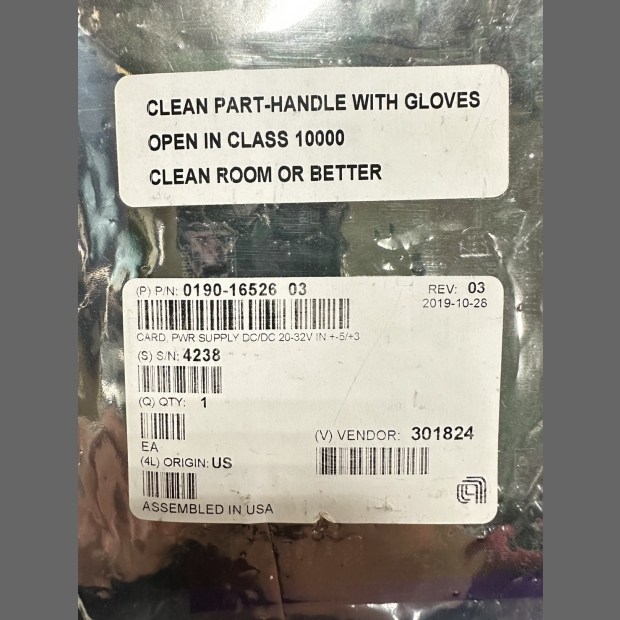 CLEAN PART-HANDLE WITH GLOVES
OPEN IN CLASS 10000
CLEAN ROOM OR BETTER
(P) P/N: 0190-16526 03
REV: 03
2019-10-28
CARD, PWR SUPPLY DC/DC 20-32V IN +-5/+3
(S) S/N: 4238
(Q) QTY: 1
EA
(V) VENDOR: 301824
(4L) ORIGIN: US
ASSEMBLED IN USA